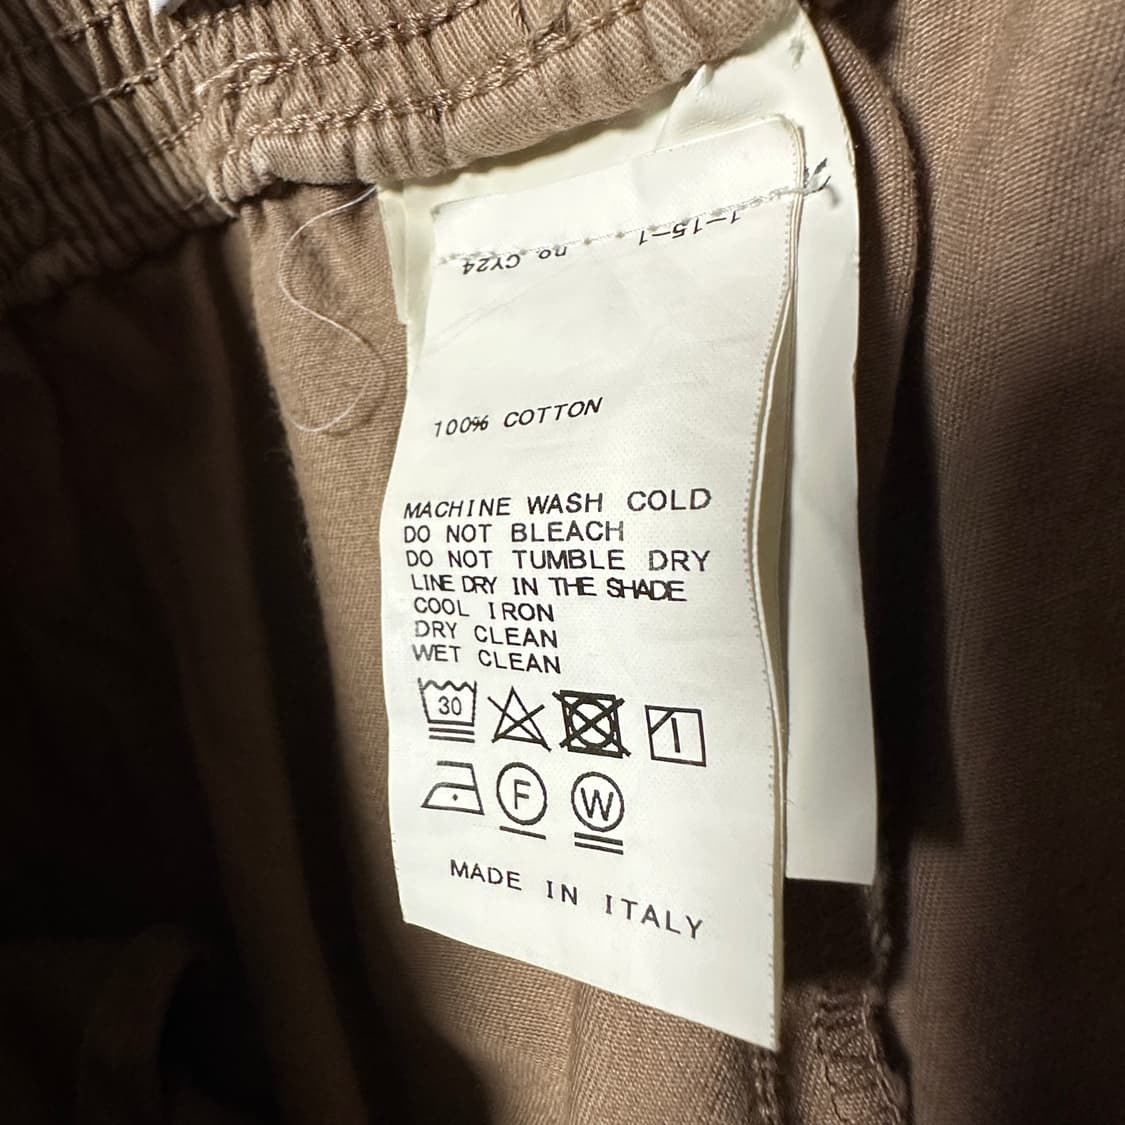 1-15-1
no. CY24
100% COTTON
MACHINE WASH COLD
DO NOT BLEACH
DO NOT TUMBLE DRY
LINE DRY IN THE SHADE
COOL IRON
DRY CLEAN
WET CLEAN
30
F
W
MADE IN ITALY